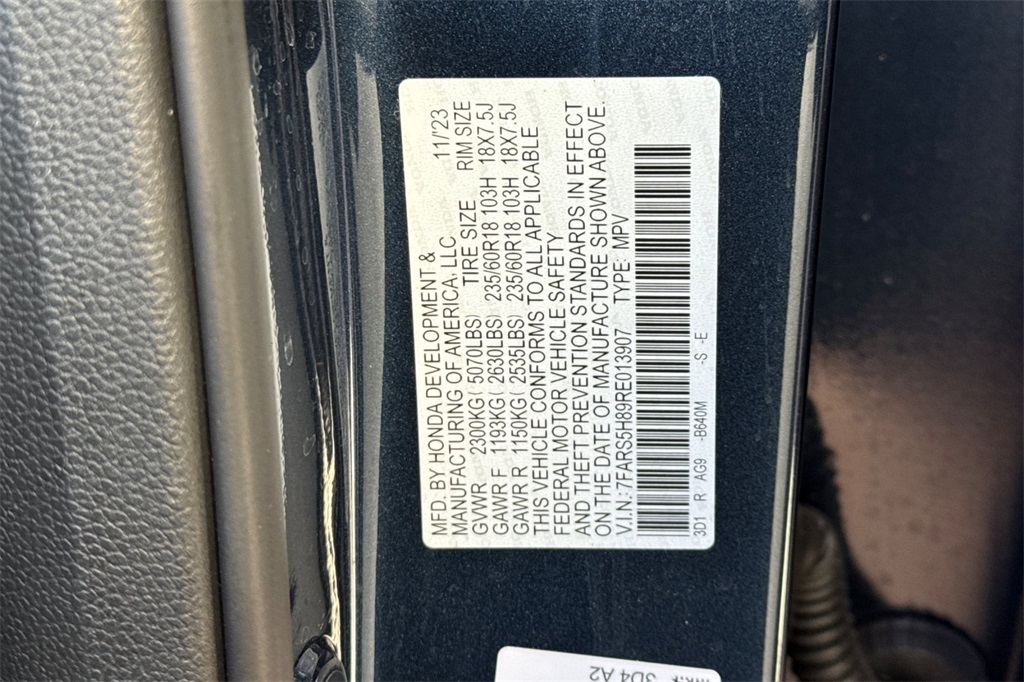 MFD. BY HONDA DEVELOPMENT & 11/'23
MANUFACTURING OF AMERICA, LLC
GVWR 2300KG ( 5070LBS) TIRE SIZE RIM SIZE
GAWR F 1193KG ( 2630LBS) 235/60R18 103H 18X7.5J
GAWR R 1150KG ( 2535LBS) 235/60R18 103H 18X7.5J
THIS VEHICLE CONFORMS TO ALL APPLICABLE
FEDERAL MOTOR VEHICLE SAFETY
AND THEFT PREVENTION STANDARDS IN EFFECT
ON THE DATE OF MANUFACTURE SHOWN ABOVE.
V.I.N.: 7FARS5H89RE013907 TYPE: MPV
3D1 R AG9 -B640M -S -E
3D4 A2